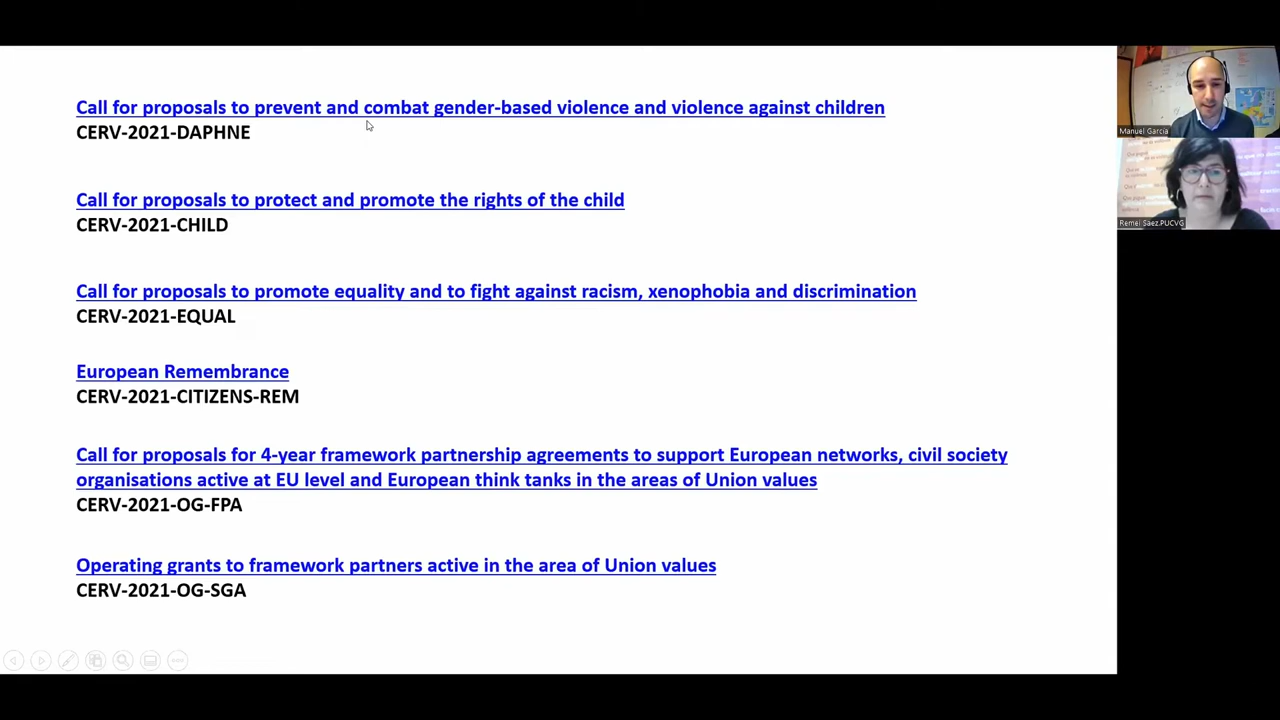 Call for proposals to prevent and combat gender-based violence and violence against children
CERV-2021-DAPHNE
Call for proposals to protect and promote the rights of the child
CERV-2021-CHILD
Call for proposals to promote equality and to fight against racism, xenophobia and discrimination
CERV-2021-EQUAL
European Remembrance
CERV-2021-CITIZENS-REM
Call for proposals for 4-year framework partnership agreements to support European networks, civil society
organisations active at EU level and European think tanks in the areas of Union values
CERV-2021-OG-FPA
Operating grants to framework partners active in the area of Union values
CERV-2021-OG-SGA
Manuel García
Remei Sáez.PUCVG